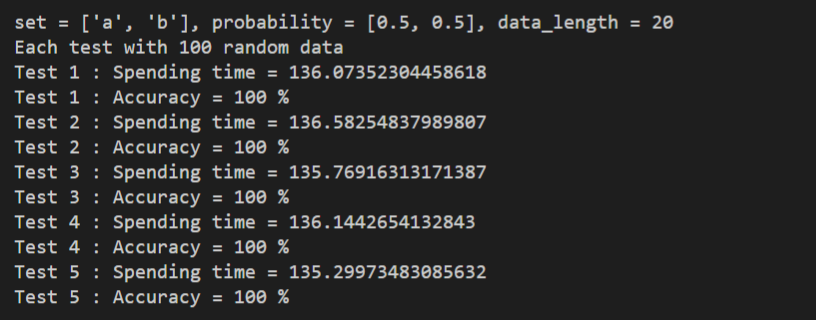 set = ['a', 'b'], probability = [0.5, 0.5], data_length = 20
Each test with 100 random data
Test 1 : Spending time = 136.07352304458618
Test 1 : Accuracy = 100 %
Test 2 : Spending time = 136.58254837989807
Test 2 : Accuracy = 100 %
Test 3 : Spending time = 135.76916313171387
Test 3 : Accuracy = 100 %
Test 4 : Spending time = 136.1442654132843
Test 4 : Accuracy = 100 %
Test 5 : Spending time = 135.29973483085632
Test 5 : Accuracy = 100 %